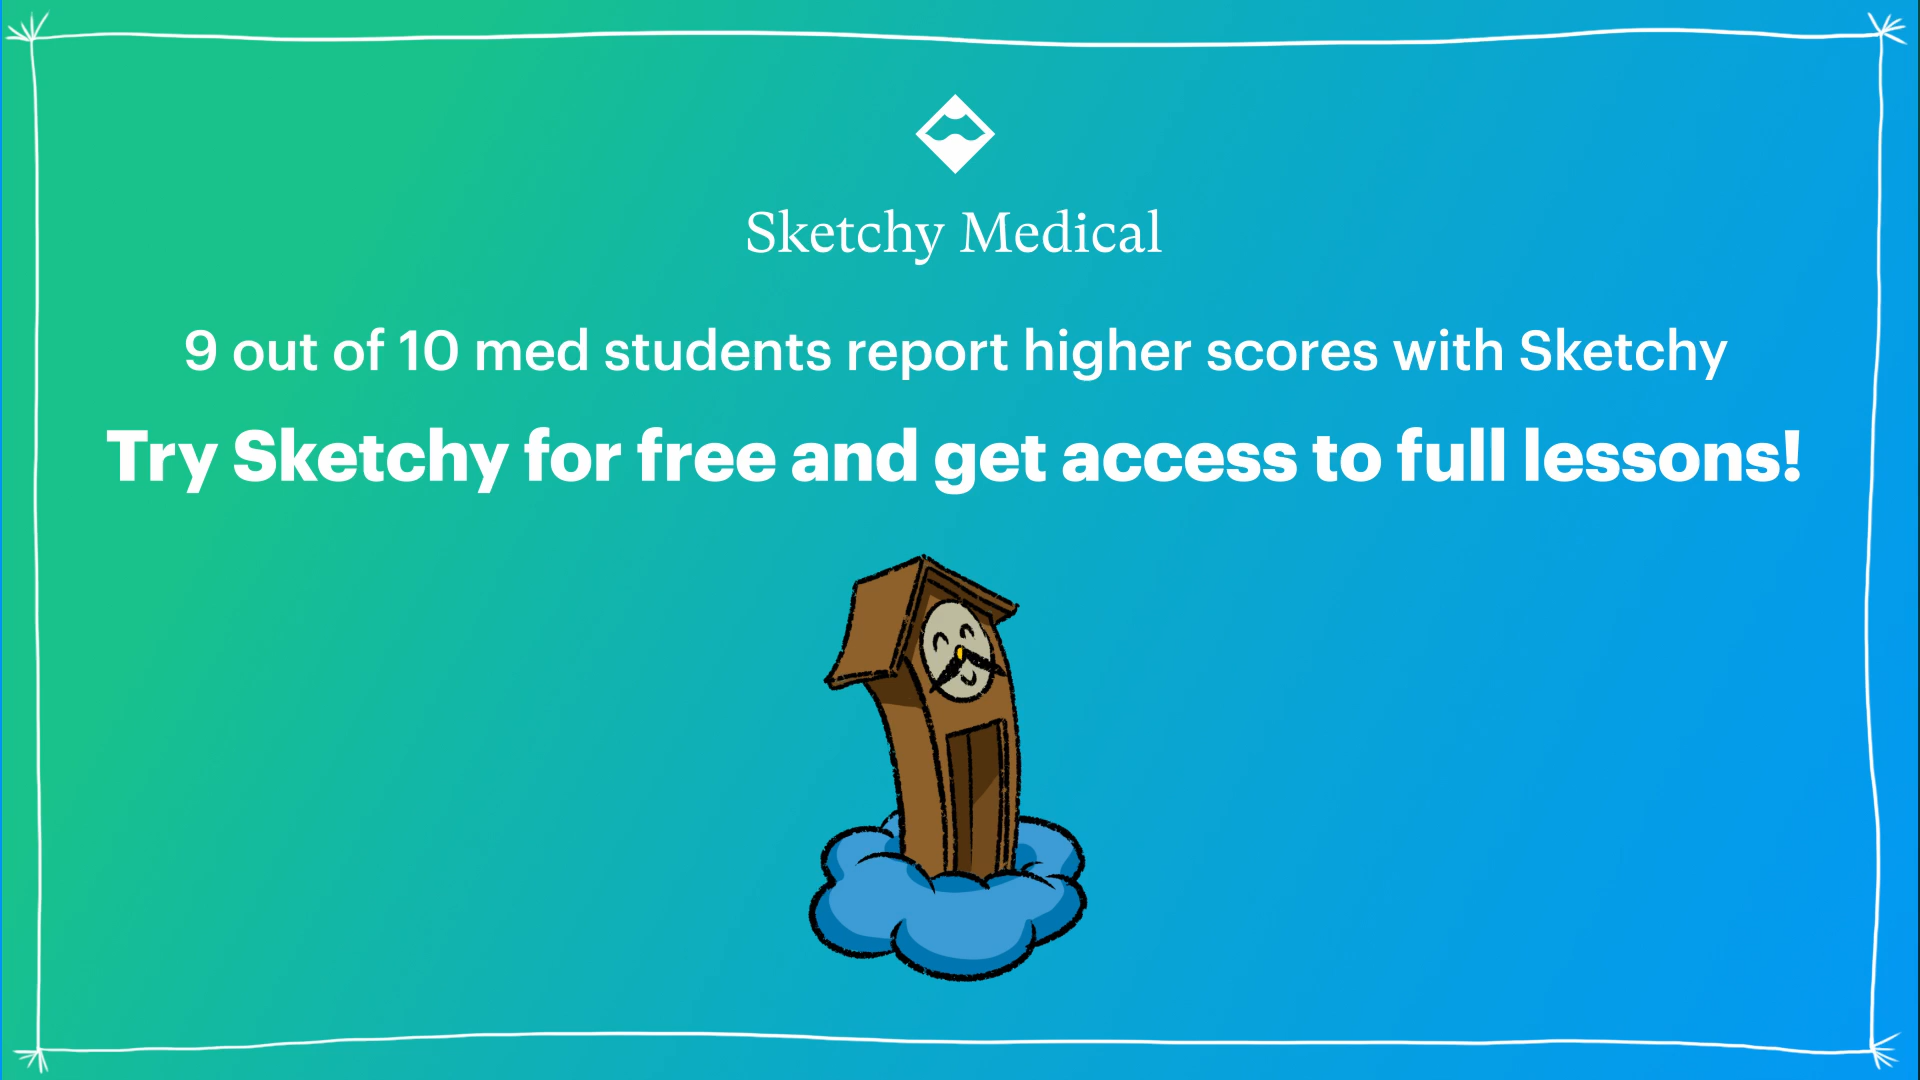 Sketchy Medical
9 out of 10 med students report higher scores with Sketchy
Try Sketchy for free and get access to full lessons!